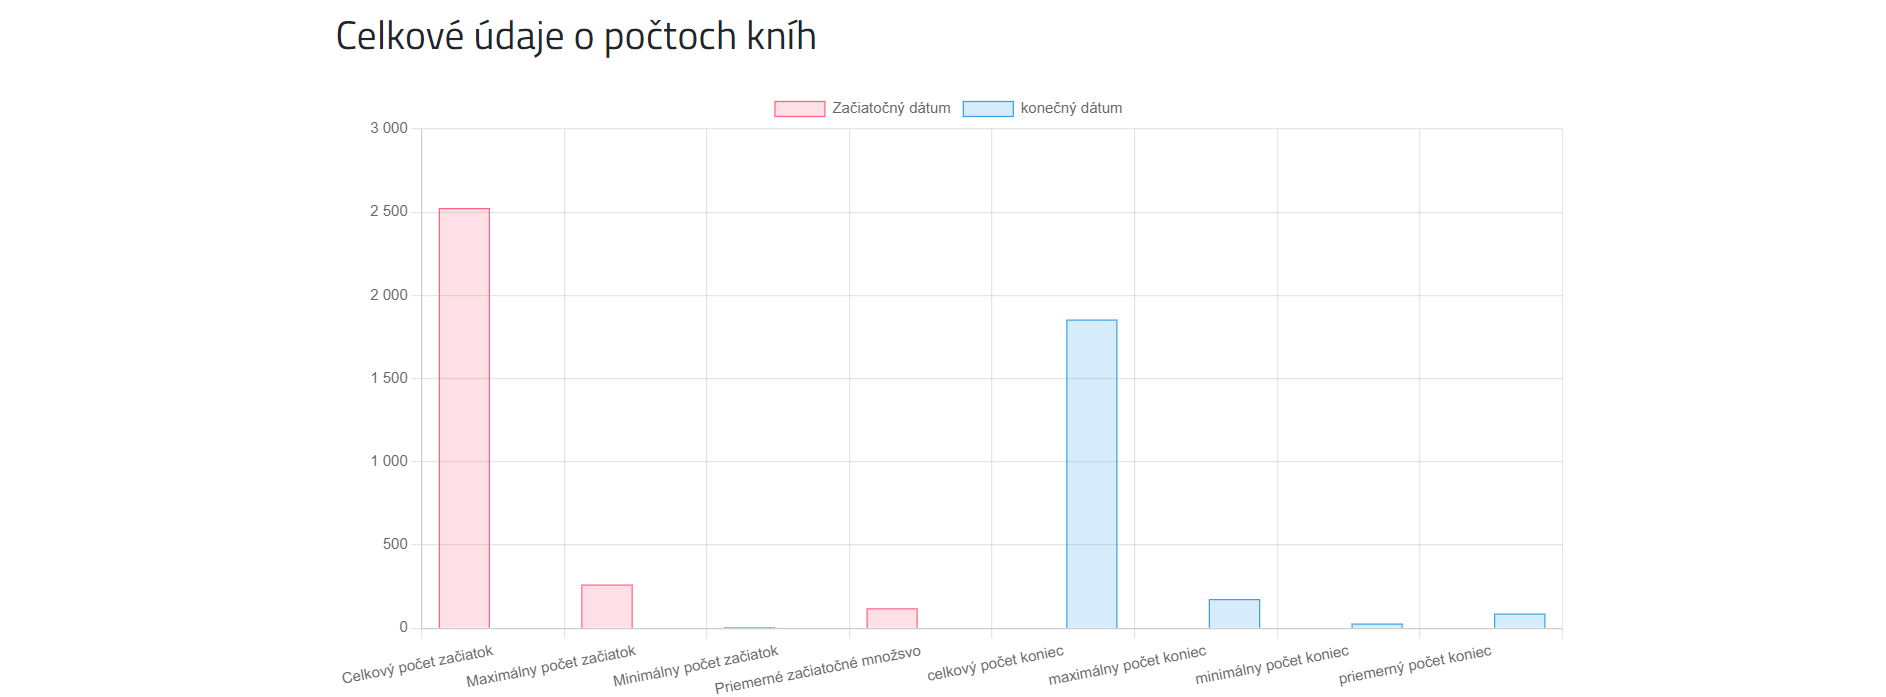 Celkové údaje o počtoch kníh
Začiatočný dátum
konečný dátum
3 000
2 500
2 000
1 500
1 000
500
0
Celkový počet začiatok
Maximálny počet začiatok
Minimálny počet začiatok
Priemerné začiatočné množsvo
celkový počet koniec
maximálny počet koniec
minimálny počet koniec
priemerný počet koniec